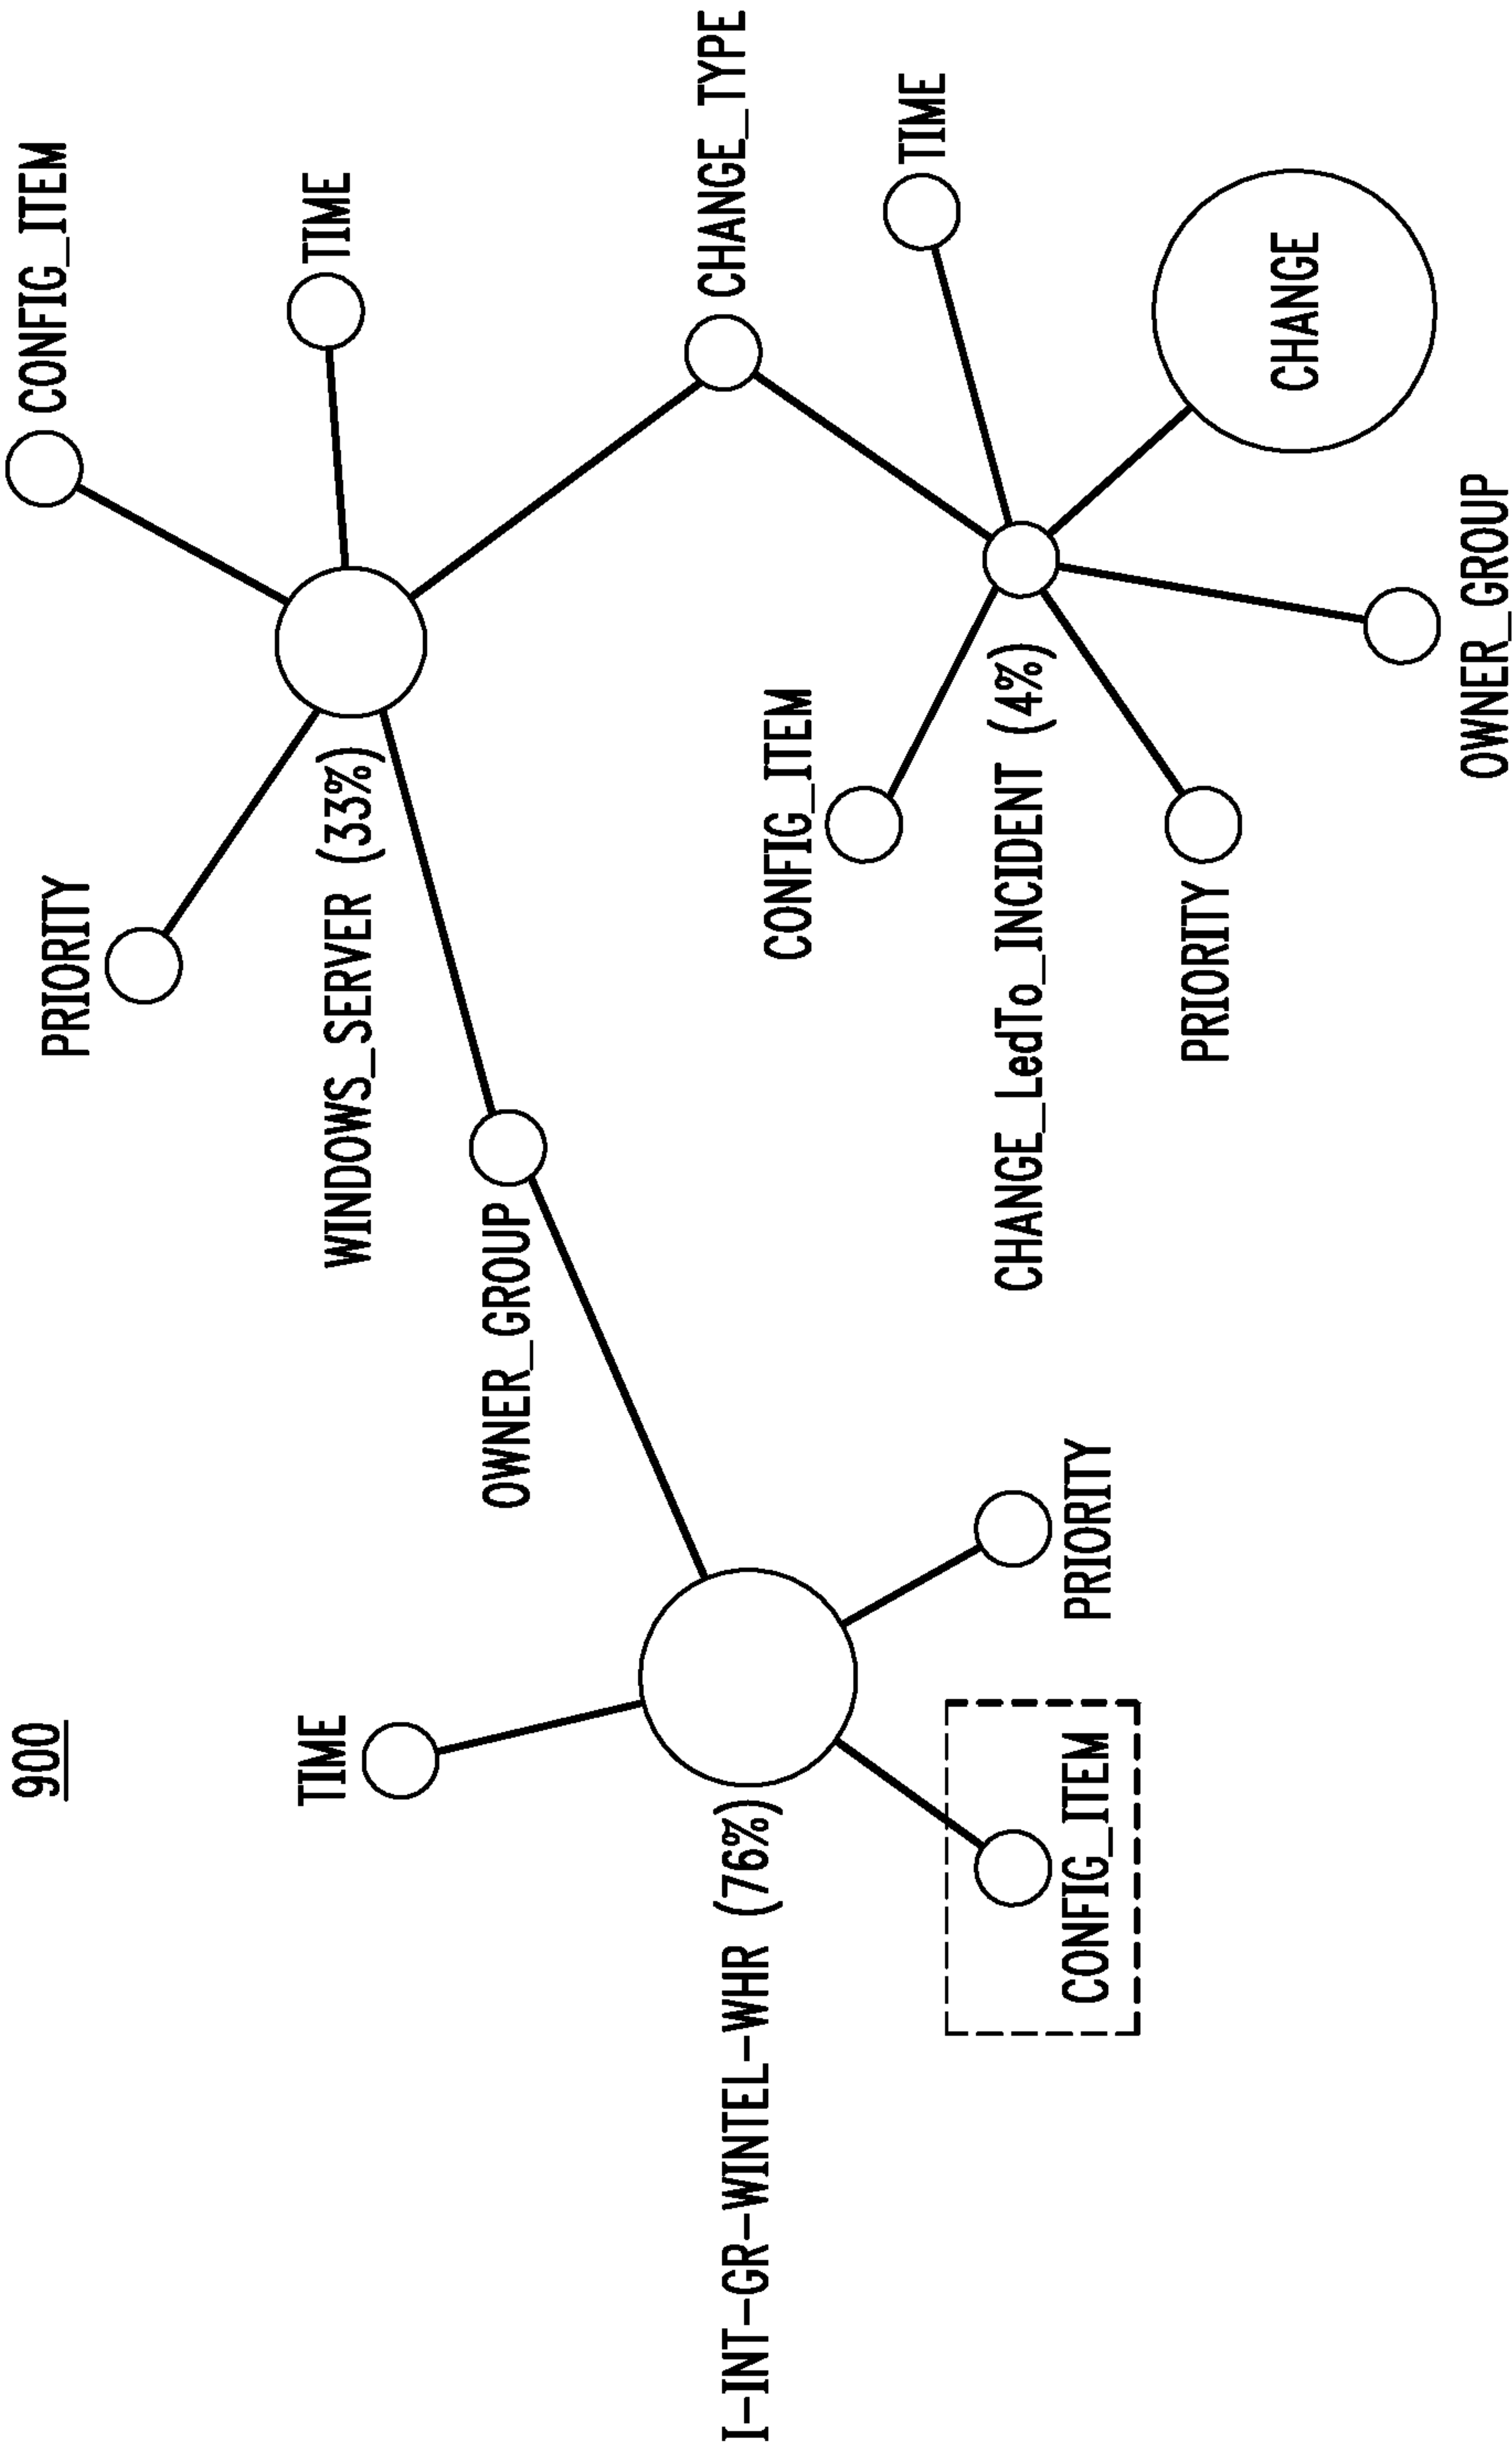 900
PRIORITY
CONFIG_ITEM
TIME
WINDOWS_SERVER (33%)
TIME
OWNER_GROUP
I-INT-GR-WINTEL-WHR (76%)
CHANGE_TYPE
CONFIG_ITEM
TIME
CHANGE_LedTo_INCIDENT (4%)
CONFIG_ITEM
PRIORITY
PRIORITY
CHANGE
OWNER_GROUP